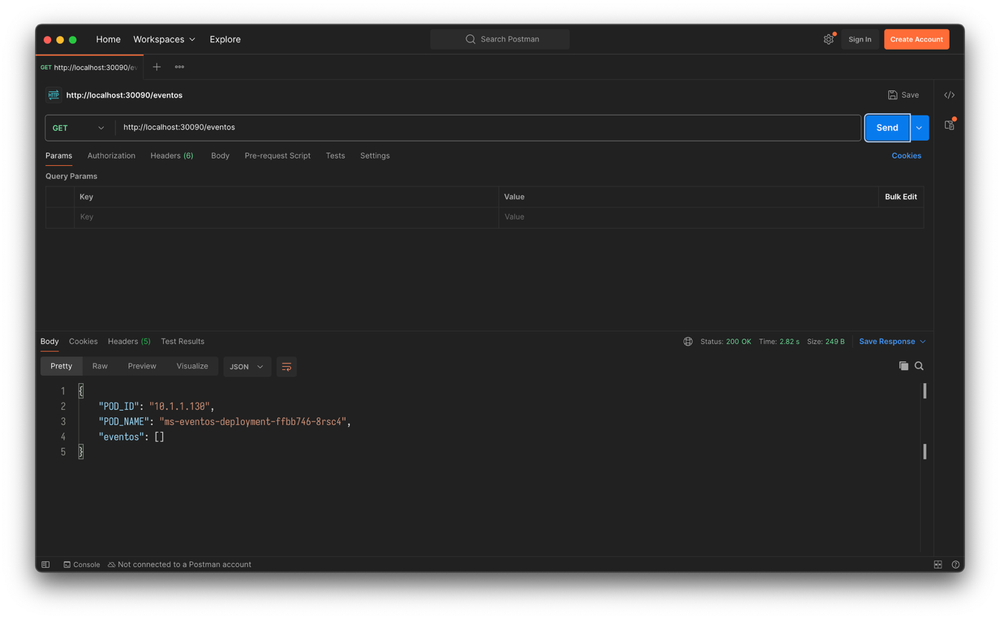 Home Workspaces Explore Search Postman Sign In Create Account
GET http://localhost:30090/ev
HTTP http://localhost:30090/eventos Save </>
GET http://localhost:30090/eventos Send
Params Authorization Headers (6) Body Pre-request Script Tests Settings Cookies
Query Params
Key Value Bulk Edit
Key Value
Body Cookies Headers (5) Test Results Status: 200 OK Time: 2.82 s Size: 249 B Save Response
Pretty Raw Preview Visualize JSON
1 {
2 "POD_ID": "10.1.1.130",
3 "POD_NAME": "ms-eventos-deployment-ffbb746-8rsc4",
4 "eventos": []
5 }
Console Not connected to a Postman account